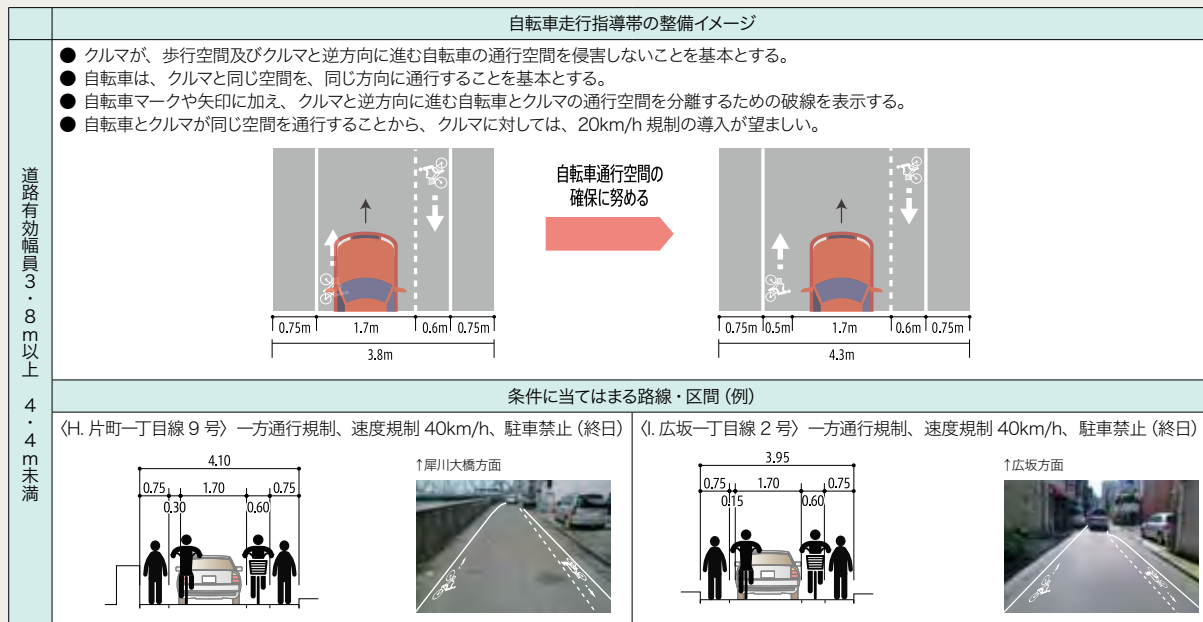 自転車走行指導帯の整備イメージ
道路有効幅員3・8m以上 4・4m未満
● クルマが、歩行空間及びクルマと逆方向に進む自転車の通行空間を侵害しないことを基本とする。
● 自転車は、クルマと同じ空間を、同じ方向に通行することを基本とする。
● 自転車マークや矢印に加え、クルマと逆方向に進む自転車とクルマの通行空間を分離するための破線を表示する。
● 自転車とクルマが同じ空間を通行することから、クルマに対しては、20km/h 規制の導入が望ましい。
自転車通行空間の
確保に努める
0.75m 1.7m 0.6m 0.75m
3.8m
0.75m 0.5m 1.7m 0.6m 0.75m
4.3m
条件に当てはまる路線・区間 (例)
〈H. 片町一丁目線 9 号〉 一方通行規制、速度規制 40km/h、駐車禁止 (終日)
4.10
0.75 1.70 0.75
0.30 0.60
↑犀川大橋方面
〈I. 広坂一丁目線 2 号〉 一方通行規制、速度規制 40km/h、駐車禁止 (終日)
3.95
0.75 1.70 0.75
0.15 0.60
↑広坂方面